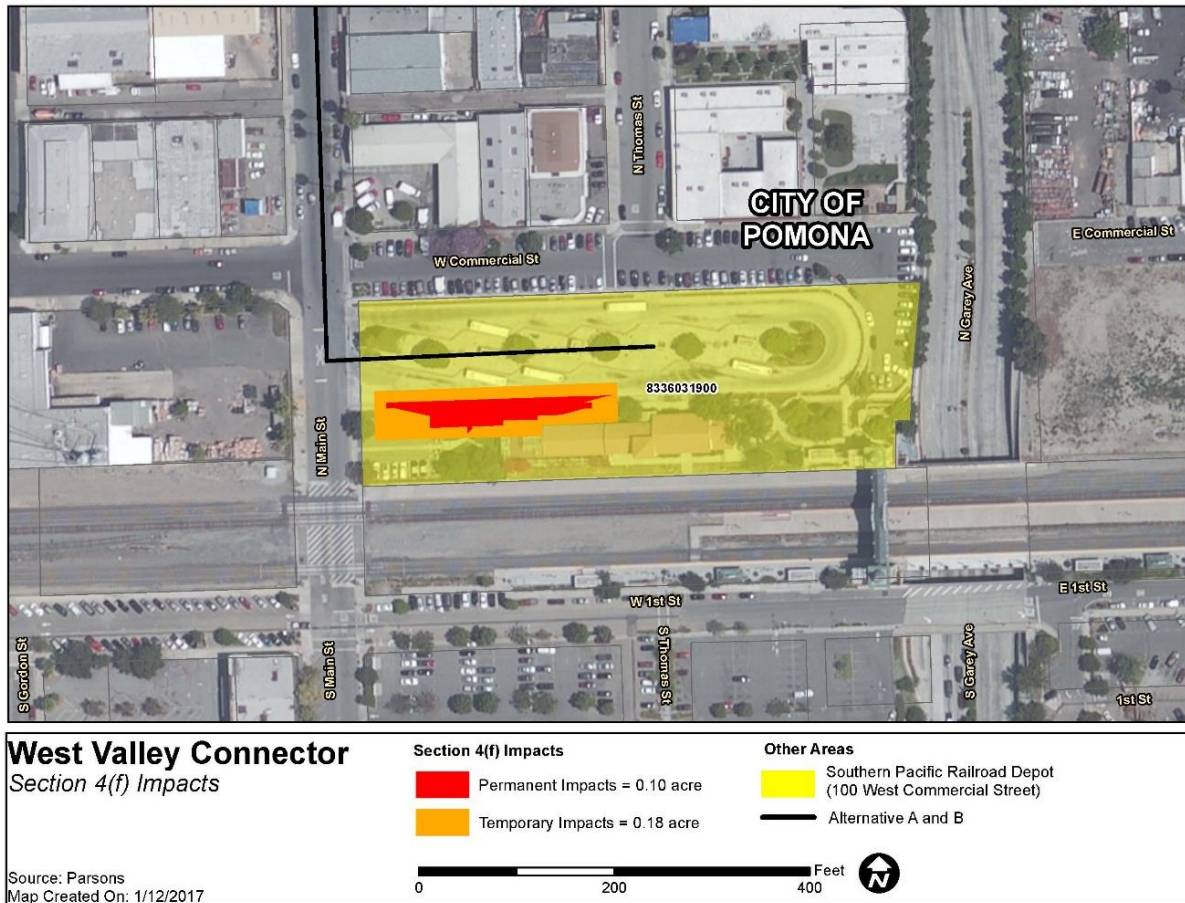 N Thomas St
CITY OF
POMONA
W Commercial St
E Commercial St
N Garey Ave
8336031900
N Main St
W 1st St
E 1st St
S Gordon St
S Main St
S Thomas St
S Garey Ave
1st St
West Valley Connector
Section 4(f) Impacts
Source: Parsons
Map Created On: 1/12/2017
Section 4(f) Impacts
Permanent Impacts = 0.10 acre
Temporary Impacts = 0.18 acre
Other Areas
Southern Pacific Railroad Depot
(100 West Commercial Street)
Alternative A and B
Feet
0 200 400
N